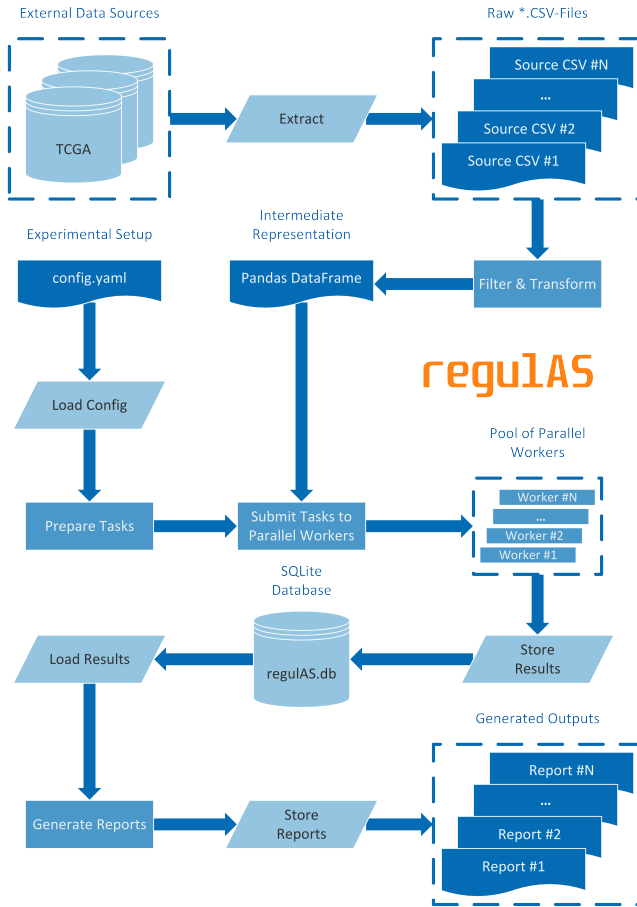 External Data Sources
Raw *.CSV-Files
TCGA
Extract
Source CSV #N
...
Source CSV #2
Source CSV #1
Experimental Setup
Intermediate
Representation
config.yaml
Pandas DataFrame
Filter & Transform
regulAS
Load Config
Pool of Parallel
Workers
Prepare Tasks
Submit Tasks to
Parallel Workers
Worker #N
...
Worker #2
Worker #1
SQLite
Database
Load Results
regulAS.db
Store
Results
Generated Outputs
Generate Reports
Store
Reports
Report #N
...
Report #2
Report #1